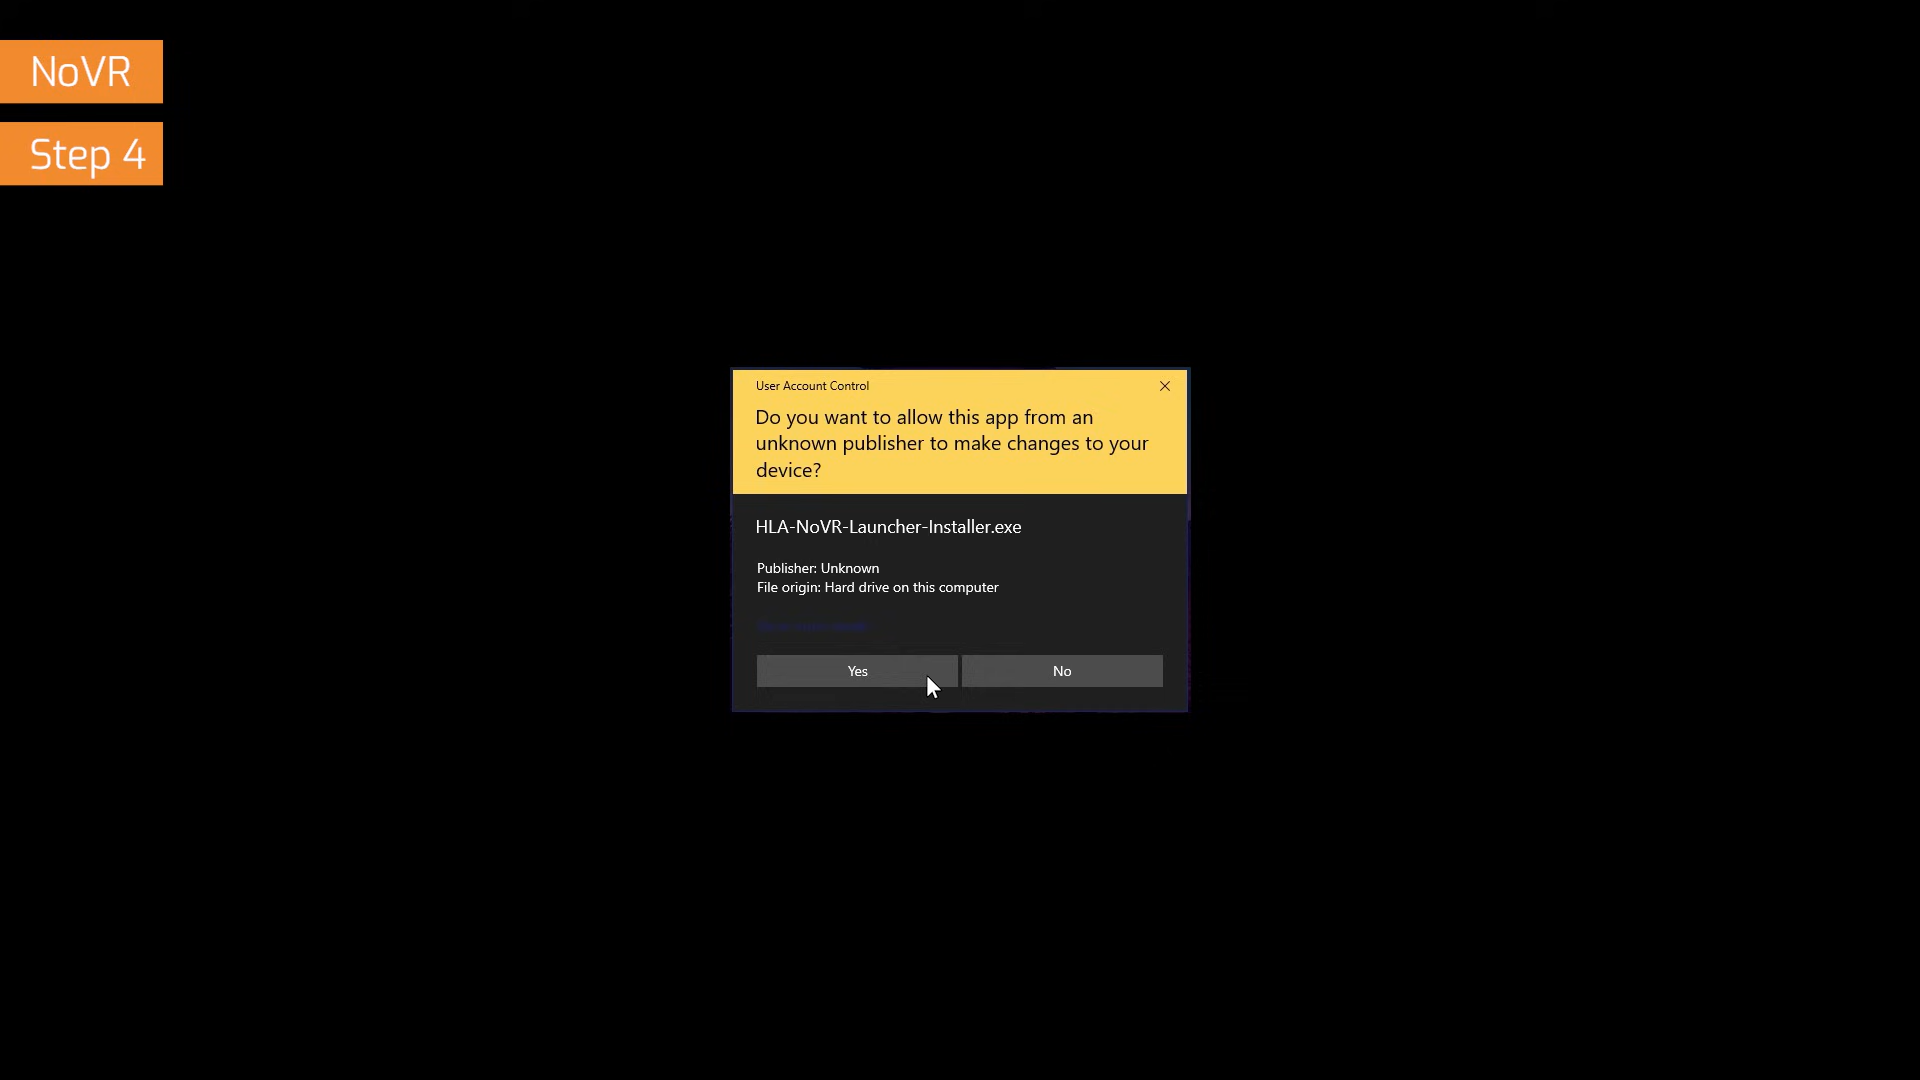 NoVR
Step 4
User Account Control
Do you want to allow this app from an
unknown publisher to make changes to your
device?
HLA-NoVR-Launcher-Installer.exe
Publisher: Unknown
File origin: Hard drive on this computer
Yes
No